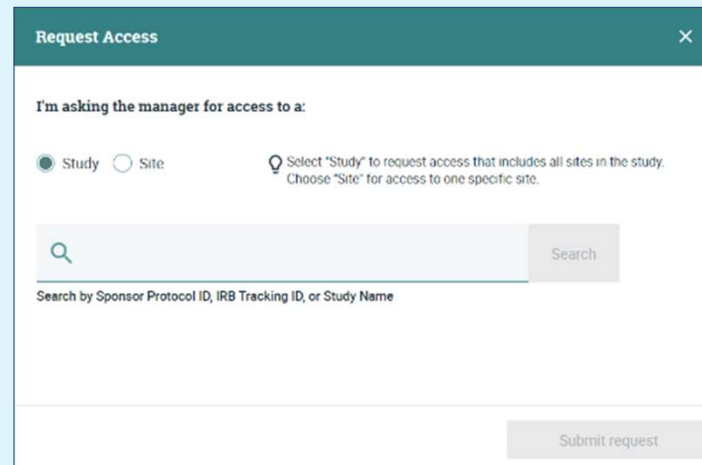 Request Access
I'm asking the manager for access to a:
Study
Site
Select "Study" to request access that includes all sites in the study.
Choose "Site" for access to one specific site.
Search
Search by Sponsor Protocol ID, IRB Tracking ID, or Study Name
Submit request